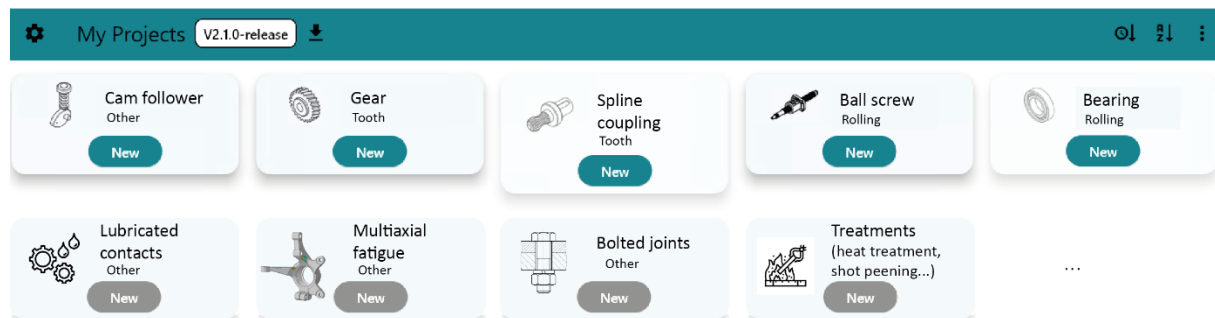 My Projects V2.1.0-release
Cam follower
Other
New
Gear
Tooth
New
Spline
coupling
Tooth
New
Ball screw
Rolling
New
Bearing
Rolling
New
Lubricated
contacts
Other
New
Multiaxial
fatigue
Other
New
Bolted joints
Other
New
Treatments
(heat treatment,
shot peening...)
New
...